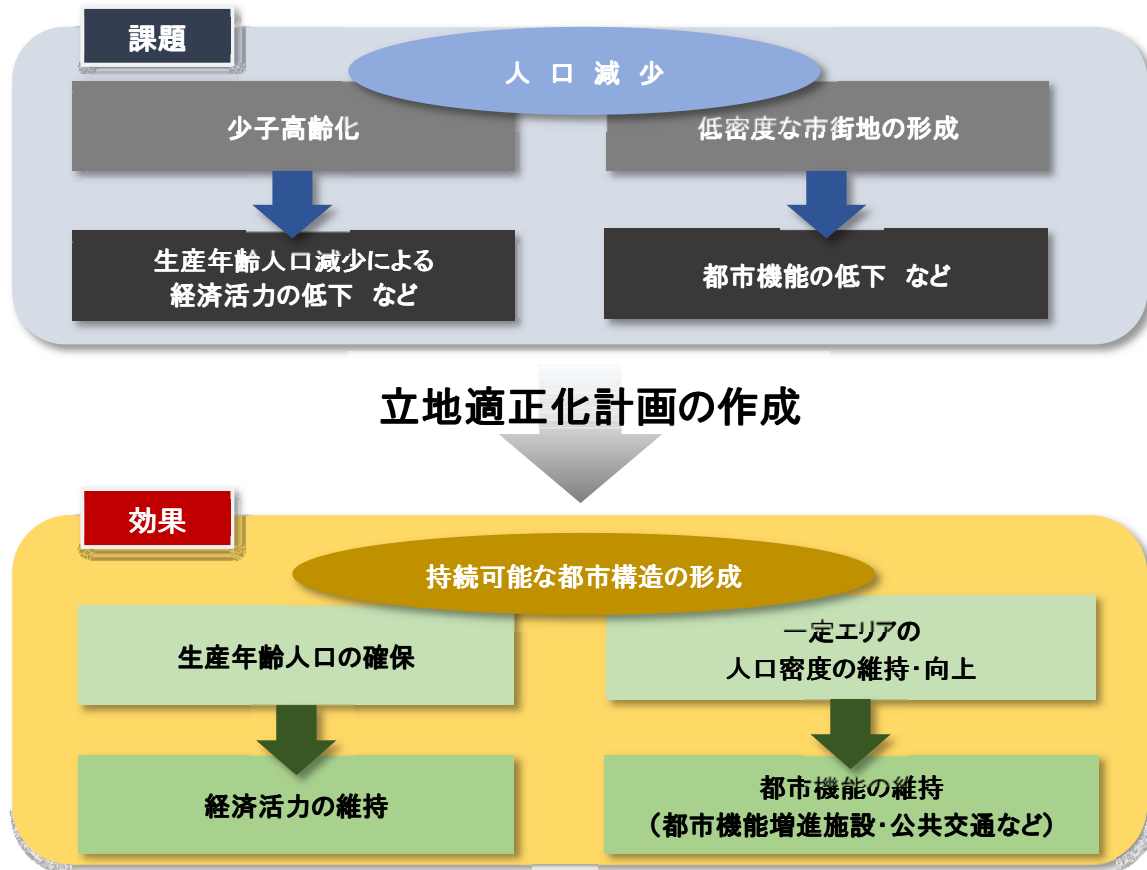 課題
人 口 減 少
少子高齢化
低密度な市街地の形成
生産年齢人口減少による
経済活力の低下 など
都市機能の低下 など
立地適正化計画の作成
効果
持続可能な都市構造の形成
生産年齢人口の確保
一定エリアの
人口密度の維持・向上
経済活力の維持
都市機能の維持
（都市機能増進施設・公共交通など）